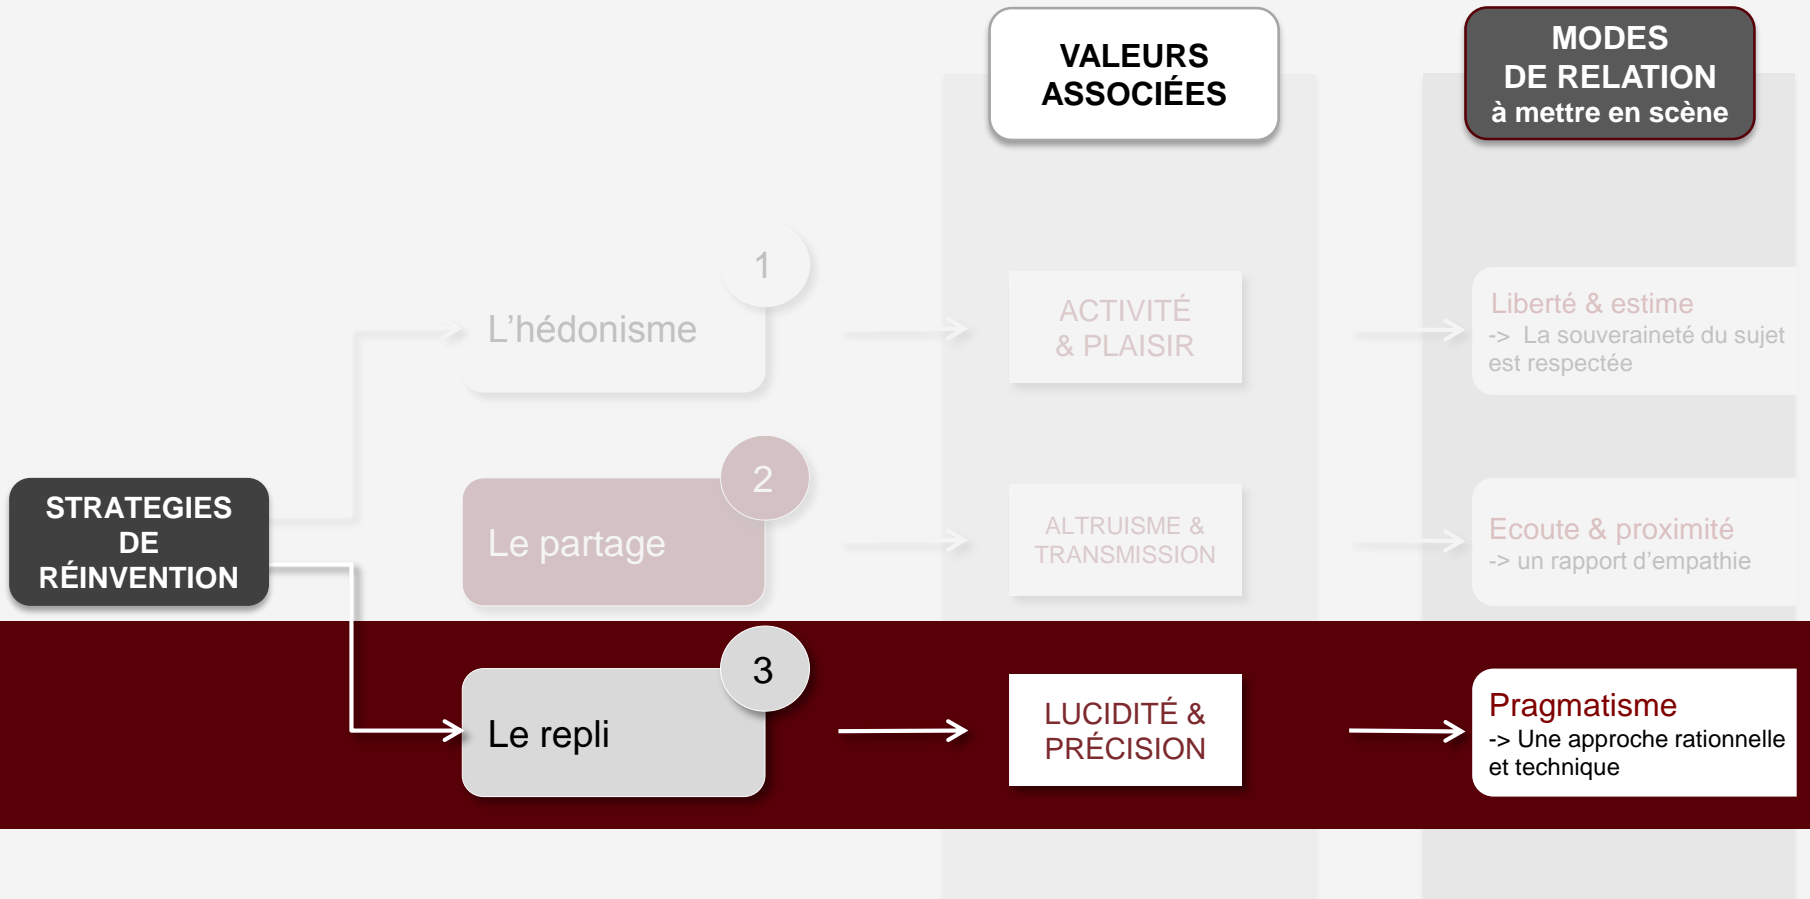 VALEURS
ASSOCIÉES
MODES
DE RELATION
à mettre en scène
1
L’hédonisme
ACTIVITÉ
& PLAISIR
Liberté & estime
-> La souveraineté du sujet
est respectée
STRATEGIES
DE
RÉINVENTION
2
Le partage
ALTRUISME &
TRANSMISSION
Ecoute & proximité
-> un rapport d’empathie
3
Le repli
LUCIDITÉ &
PRÉCISION
Pragmatisme
-> Une approche rationnelle
et technique